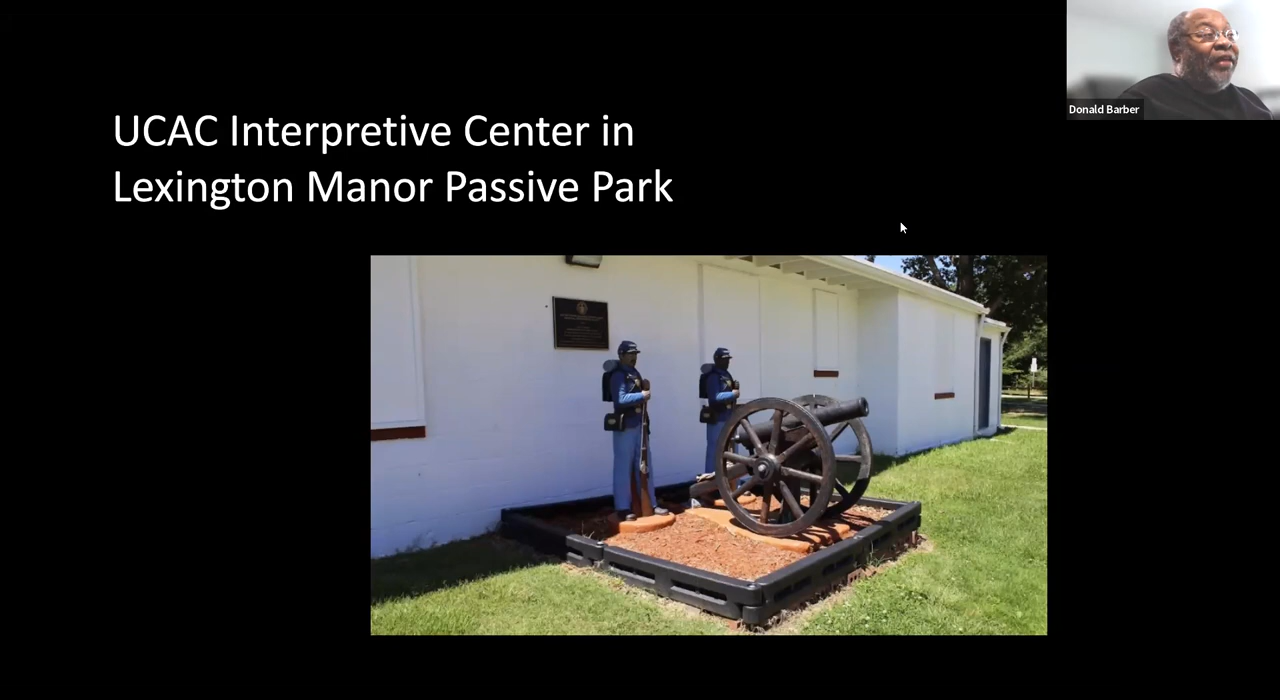 UCAC Interpretive Center in
Lexington Manor Passive Park
Donald Barber